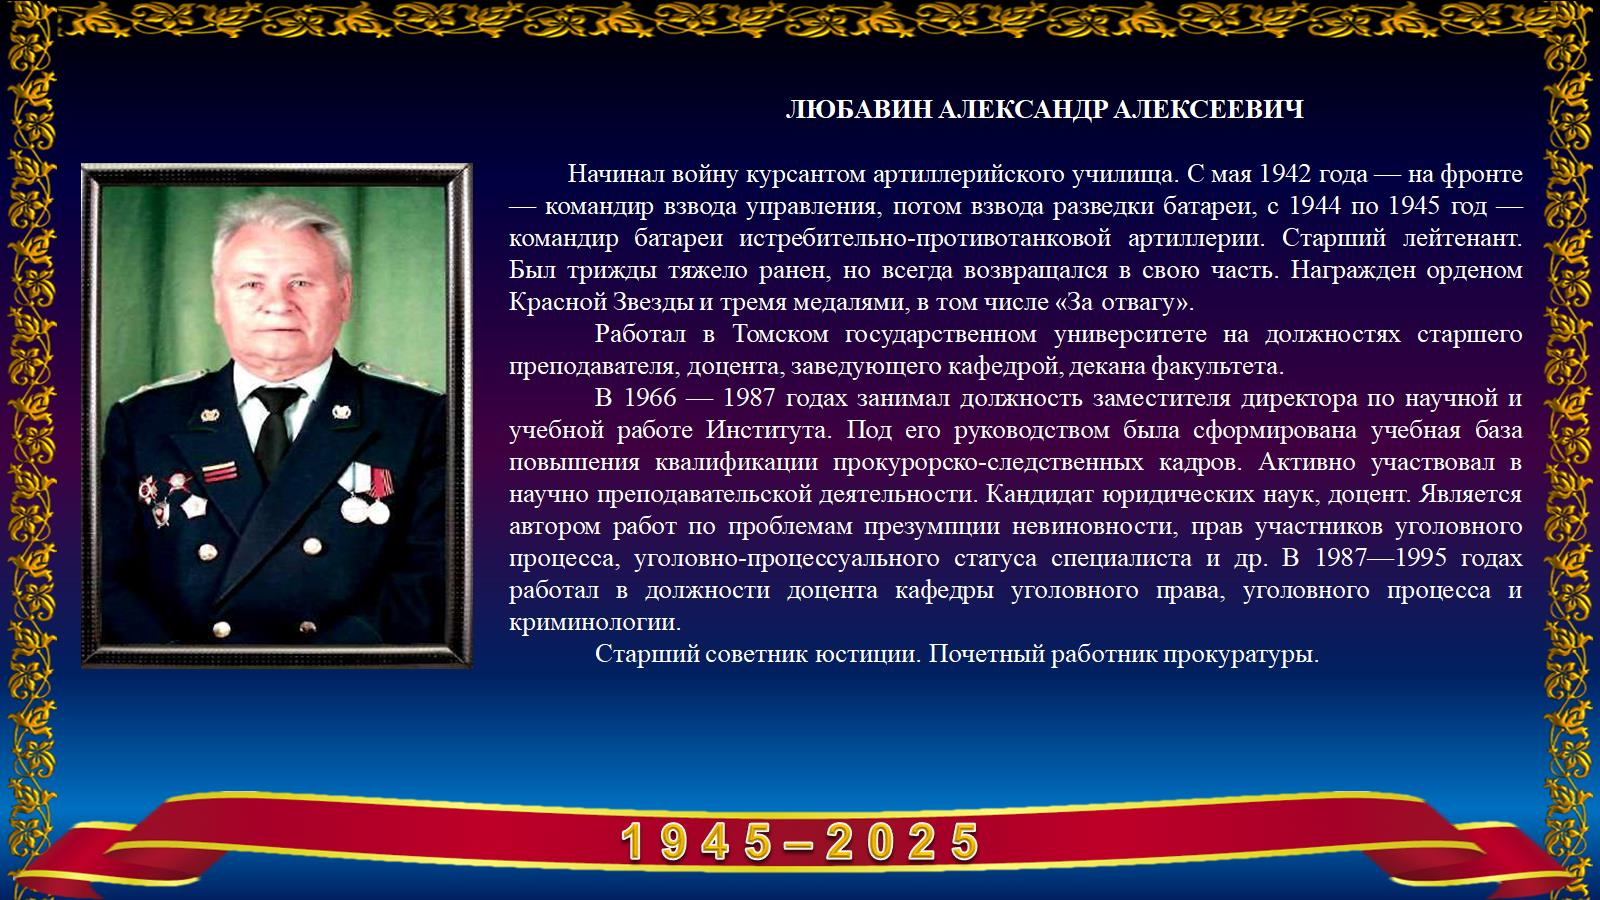 ЛЮБАВИН АЛЕКСАНДР АЛЕКСЕЕВИЧ
Начинал войну курсантом артиллерийского училища. С мая 1942 года — на фронте
— командир взвода управления, потом взвода разведки батареи, с 1944 по 1945 год —
командир батареи истребительно-противотанковой артиллерии. Старший лейтенант.
Был трижды тяжело ранен, но всегда возвращался в свою часть. Награжден орденом
Красной Звезды и тремя медалями, в том числе «За отвагу».
Работал в Томском государственном университете на должностях старшего
преподавателя, доцента, заведующего кафедрой, декана факультета.
В 1966 — 1987 годах занимал должность заместителя директора по научной и
учебной работе Института. Под его руководством была сформирована учебная база
повышения квалификации прокурорско-следственных кадров. Активно участвовал в
научно преподавательской деятельности. Кандидат юридических наук, доцент. Является
автором работ по проблемам презумпции невиновности, прав участников уголовного
процесса, уголовно-процессуального статуса специалиста и др. В 1987—1995 годах
работал в должности доцента кафедры уголовного права, уголовного процесса и
криминологии.
Старший советник юстиции. Почетный работник прокуратуры.
1945–2025